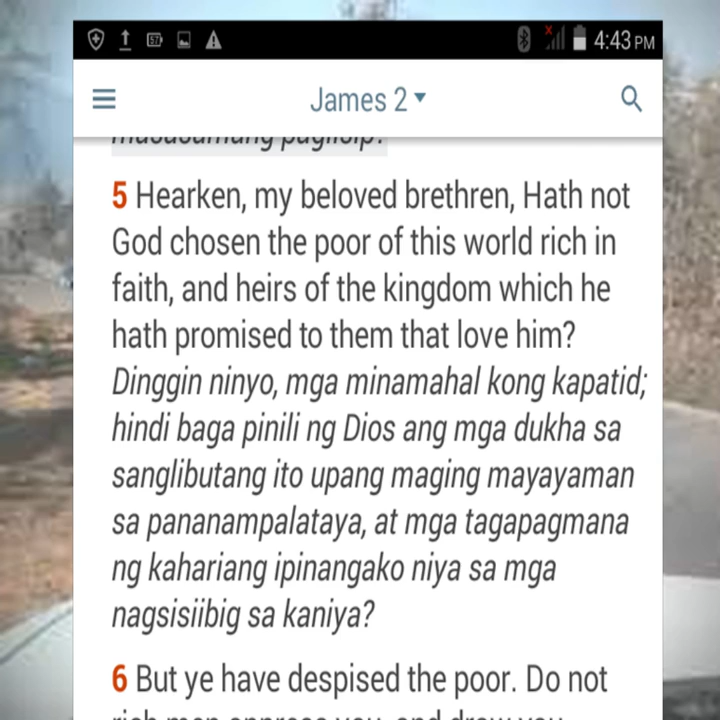 57
4:43 PM
James 2
5 Hearken, my beloved brethren, Hath not
God chosen the poor of this world rich in
faith, and heirs of the kingdom which he
hath promised to them that love him?
Dinggin ninyo, mga minamahal kong kapatid;
hindi baga pinili ng Dios ang mga dukha sa
sanglibutang ito upang maging mayayaman
sa pananampalataya, at mga tagapagmana
ng kahariang ipinangako niya sa mga
nagsisiibig sa kaniya?
6 But ye have despised the poor. Do not